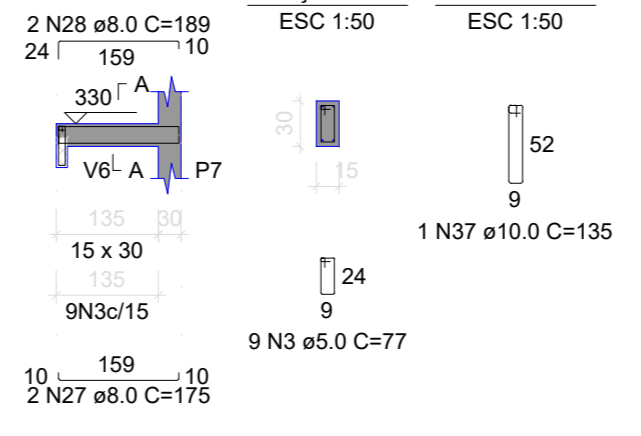 2 N28 ø8.0 C=189
24 159 10
330 A
V6 A P7
135 30
15 x 30
135
9N3c/15
10 159 10
2 N27 ø8.0 C=175
ESC 1:50
30
15
24
9
9 N3 ø5.0 C=77
ESC 1:50
52
9
1 N37 ø10.0 C=135